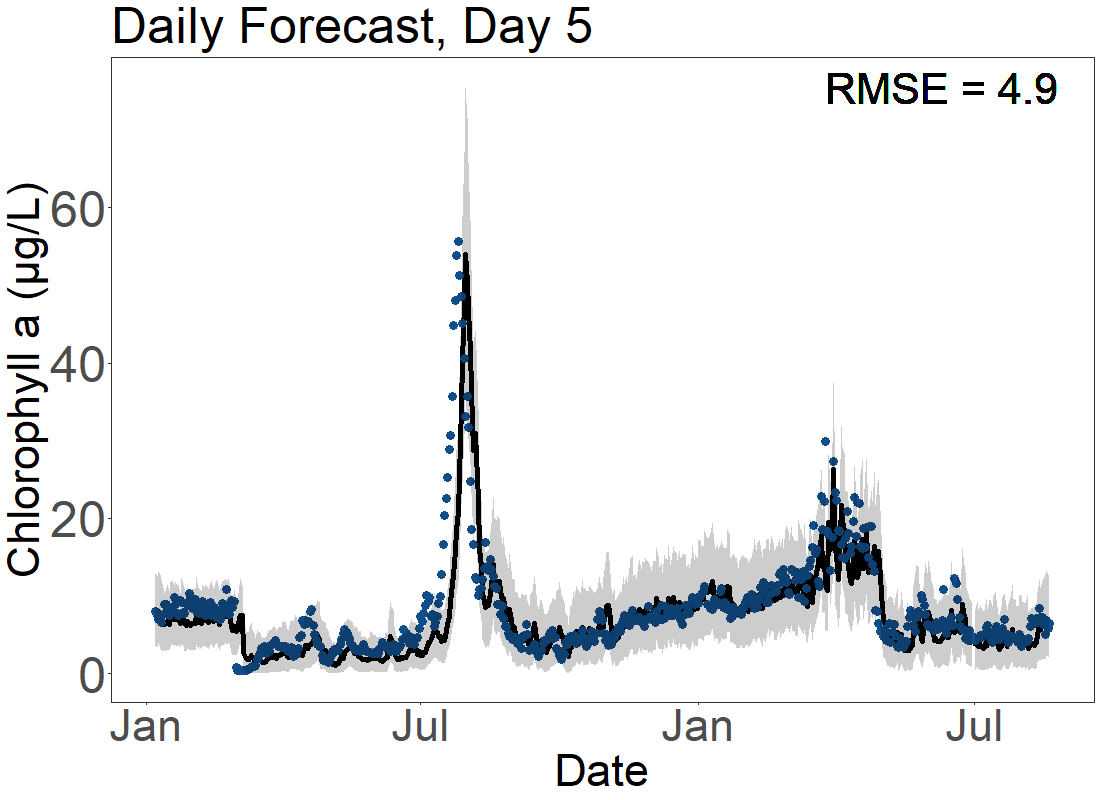 Daily Forecast, Day 5
RMSE = 4.9
Chlorophyll a (µg/L)
60
40
20
0
Jan
Jul
Jan
Jul
Date